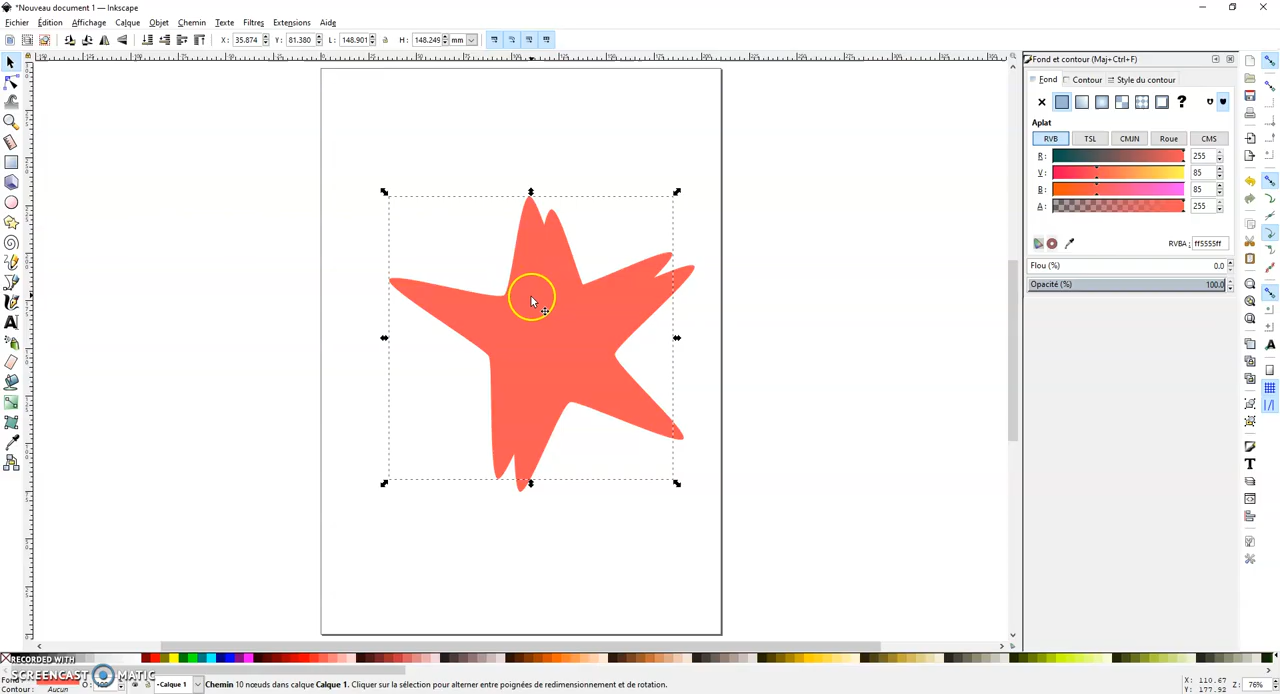 *Nouveau document 1 — Inkscape
Fichier Édition Affichage Calque Objet Chemin Texte Filtres Extensions Aide
X: 35.874 Y: 81.380 L: 148.901 H: 148.249 mm
Fond et contour (Maj+Ctrl+F)
Fond Contour Style du contour
Aplat
RVB TSL CMJN Roue CMS
R: 255
V: 85
B: 85
A: 255
RVBA: ff5555ff
Flou (%) 0.0
Opacité (%) 100.0
RECORDED WITH
SCREENCAST MATIC
Fond:
Contour: Aucun
O: 100
Calque 1
Chemin 10 nœuds dans calque Calque 1. Cliquer sur la sélection pour alterner entre poignées de redimensionnement et de rotation.
X: 110.67
Y: 177.92
Z: 76%